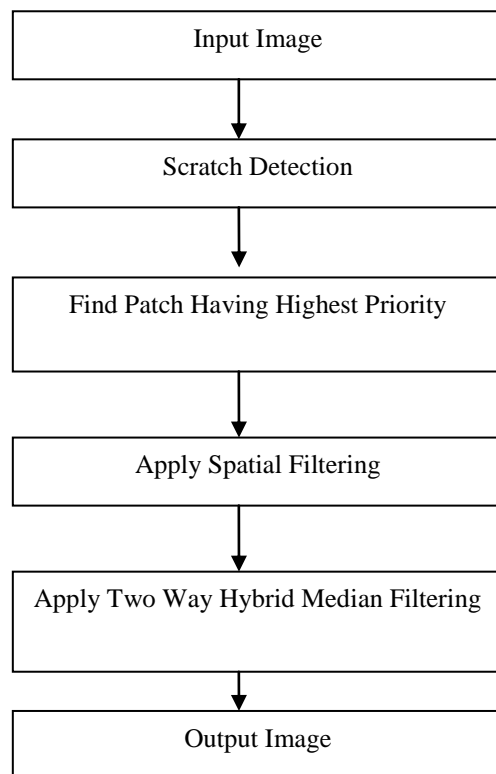 Input Image
Scratch Detection
Find Patch Having Highest Priority
Apply Spatial Filtering
Apply Two Way Hybrid Median Filtering
Output Image